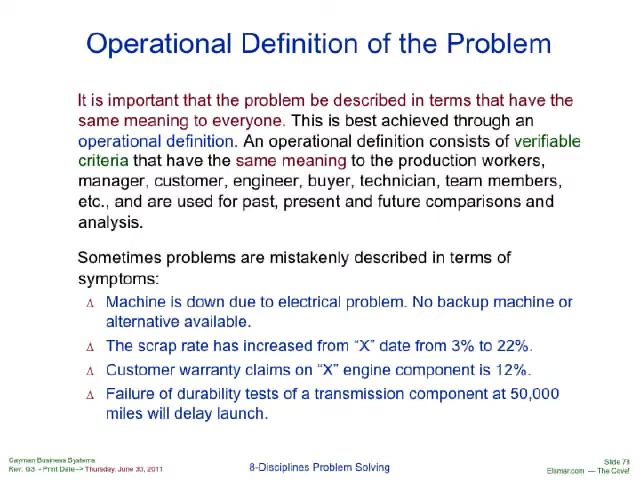 Operational Definition of the Problem
It is important that the problem be described in terms that have the
same meaning to everyone. This is best achieved through an
operational definition. An operational definition consists of verifiable
criteria that have the same meaning to the production workers,
manager, customer, engineer, buyer, technician, team members,
etc., and are used for past, present and future comparisons and
analysis.
Sometimes problems are mistakenly described in terms of
symptoms:
Δ Machine is down due to electrical problem. No backup machine or
alternative available.
Δ The scrap rate has increased from “X” date from 3% to 22%.
Δ Customer warranty claims on “X” engine component is 12%.
Δ Failure of durability tests of a transmission component at 50,000
miles will delay launch.
Cayman Business Systems
Rev: G3 - Print Date -> Thursday, June 30, 2011
8-Disciplines Problem Solving
Slide
Elsmar.com — The Cove!